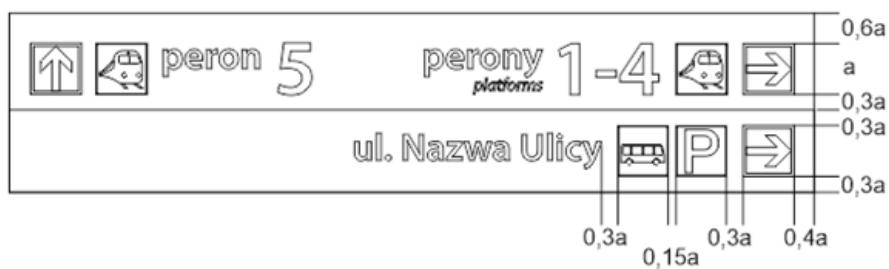 peron 5 perony 1-4
platforms
ul. Nazwa Ulicy P
0,6a
a
0,3a
0,3a
0,3a
0,3a 0,3a 0,4a
0,15a